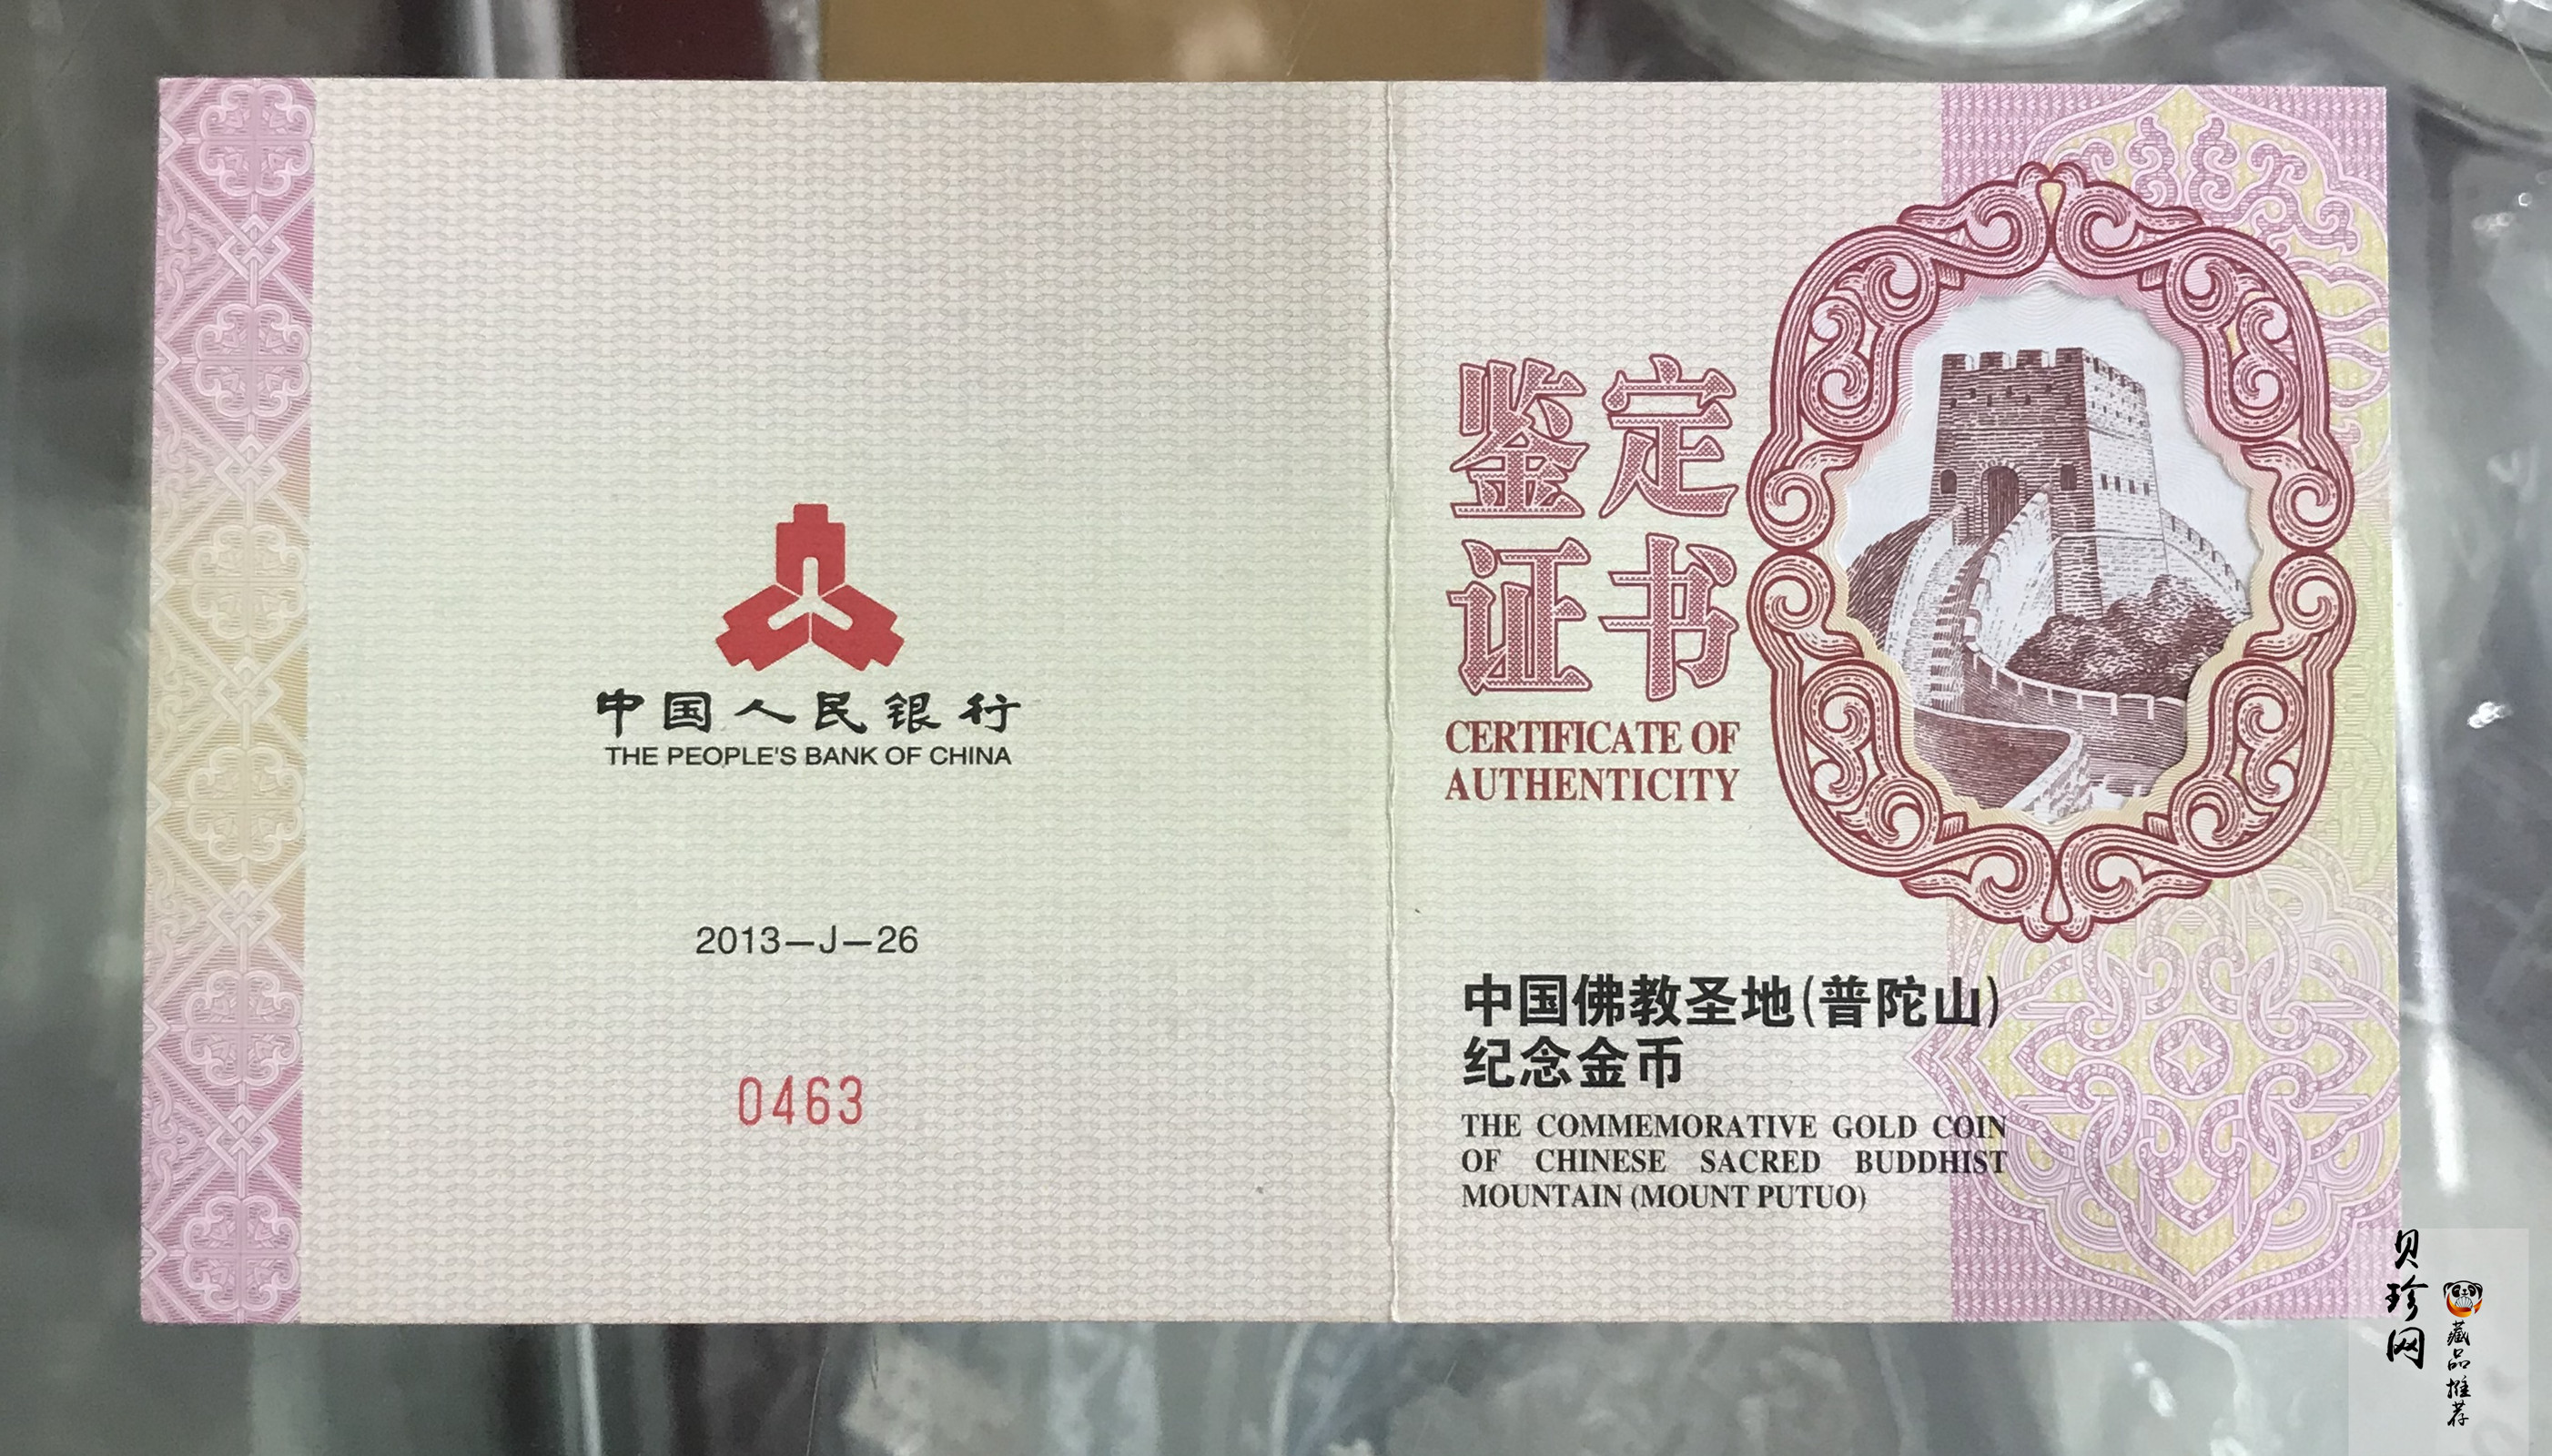 中国人民银行
THE PEOPLE'S BANK OF CHINA
2013—J—26
0463
鉴定
证书
CERTIFICATE OF
AUTHENTICITY
中国佛教圣地(普陀山)
纪念金币
THE COMMEMORATIVE GOLD COIN
OF CHINESE SACRED BUDDHIST
MOUNTAIN (MOUNT PUTUO)
贝珍网
藏品推荐